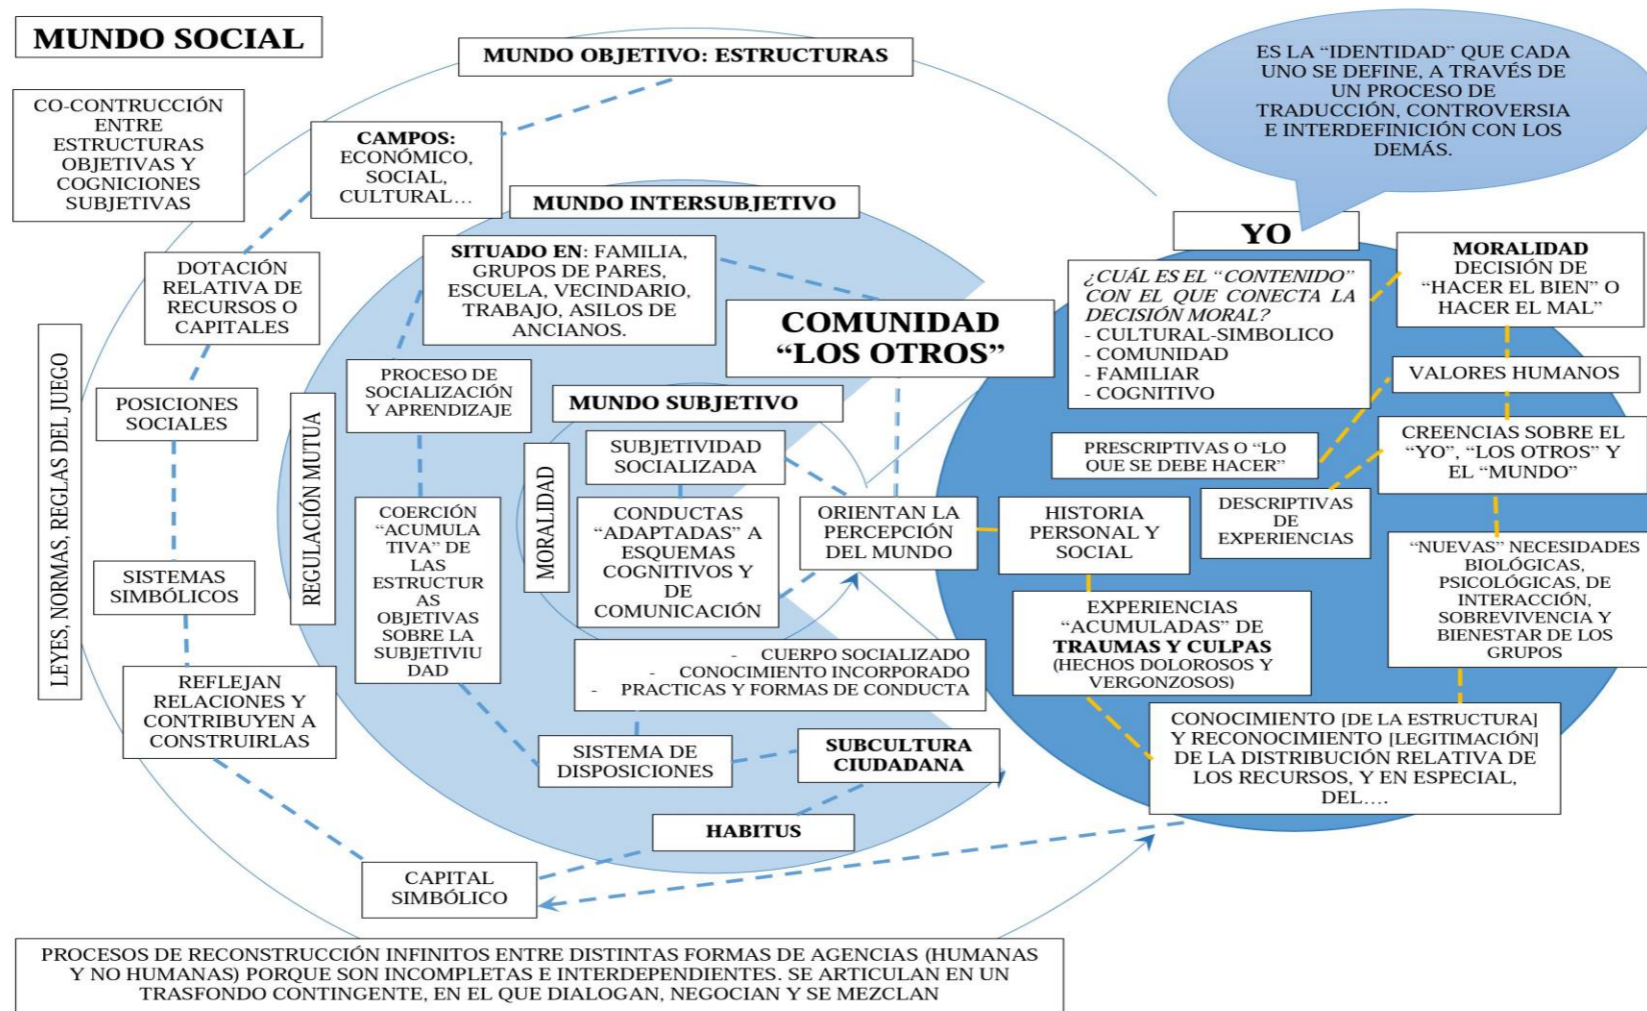 MUNDO SOCIAL
MUNDO OBJETIVO: ESTRUCTURAS
ES LA “IDENTIDAD” QUE CADA
UNO SE DEFINE, A TRAVÉS DE
UN PROCESO DE
TRADUCCIÓN, CONTROVERSIA
E INTERDEFINICIÓN CON LOS
DEMÁS.
CO-CONTRUCCIÓN
ENTRE
ESTRUCTURAS
OBJETIVAS Y
COGNICIONES
SUBJETIVAS
CAMPOS:
ECONÓMICO,
SOCIAL,
CULTURAL…
MUNDO INTERSUBJETIVO
YO
SITUADO EN: FAMILIA,
GRUPOS DE PARES,
ESCUELA, VECINDARIO,
TRABAJO, ASILOS DE
ANCIANOS.
DOTACIÓN
RELATIVA DE
RECURSOS O
CAPITALES
¿CUÁL ES EL “CONTENIDO”
CON EL QUE CONECTA LA
DECISIÓN MORAL?
- CULTURAL-SIMBOLICO
- COMUNIDAD
- FAMILIAR
- COGNITIVO
MORALIDAD
DECISIÓN DE
“HACER EL BIEN” O
HACER EL MAL”
COMUNIDAD
“LOS OTROS”
LEYES, NORMAS, REGLAS DEL JUEGO
POSICIONES
SOCIALES
REGULACIÓN MUTUA
PROCESO DE
SOCIALIZACIÓN
Y APRENDIZAJE
MUNDO SUBJETIVO
VALORES HUMANOS
MORALIDAD
SUBJETIVIDAD
SOCIALIZADA
PRESCRIPTIVAS O “LO
QUE SE DEBE HACER”
CREENCIAS SOBRE EL
“YO”, “LOS OTROS” Y
EL “MUNDO”
COERCIÓN
“ACUMULA
TIVA” DE
LAS
ESTRUCTUR
AS
OBJETIVAS
SOBRE LA
SUBJETIVIU
DAD
CONDUCTAS
“ADAPTADAS” A
ESQUEMAS
COGNITIVOS Y
DE
COMUNICACIÓN
ORIENTAN LA
PERCEPCIÓN
DEL MUNDO
HISTORIA
PERSONAL Y
SOCIAL
DESCRIPTIVAS
DE
EXPERIENCIAS
“NUEVAS” NECESIDADES
BIOLÓGICAS,
PSICOLÓGICAS, DE
INTERACCIÓN,
SOBREVIVENCIA Y
BIENESTAR DE LOS
GRUPOS
SISTEMAS
SIMBÓLICOS
EXPERIENCIAS
“ACUMULADAS” DE
TRAUMAS Y CULPAS
(HECHOS DOLOROSOS Y
VERGONZOSOS)
- CUERPO SOCIALIZADO
- CONOCIMIENTO INCORPORADO
- PRACTICAS Y FORMAS DE CONDUCTA
REFLEJAN
RELACIONES Y
CONTRIBUYEN A
CONSTRUIRLAS
SISTEMA DE
DISPOSICIONES
SUBCULTURA
CIUDADANA
CONOCIMIENTO [DE LA ESTRUCTURA]
Y RECONOCIMIENTO [LEGITIMACIÓN]
DE LA DISTRIBUCIÓN RELATIVA DE
LOS RECURSOS, Y EN ESPECIAL,
DEL….
HABITUS
CAPITAL
SIMBÓLICO
PROCESOS DE RECONSTRUCCIÓN INFINITOS ENTRE DISTINTAS FORMAS DE AGENCIAS (HUMANAS
Y NO HUMANAS) PORQUE SON INCOMPLETAS E INTERDEPENDIENTES. SE ARTICULAN EN UN
TRASFONDO CONTINGENTE, EN EL QUE DIALOGAN, NEGOCIAN Y SE MEZCLAN